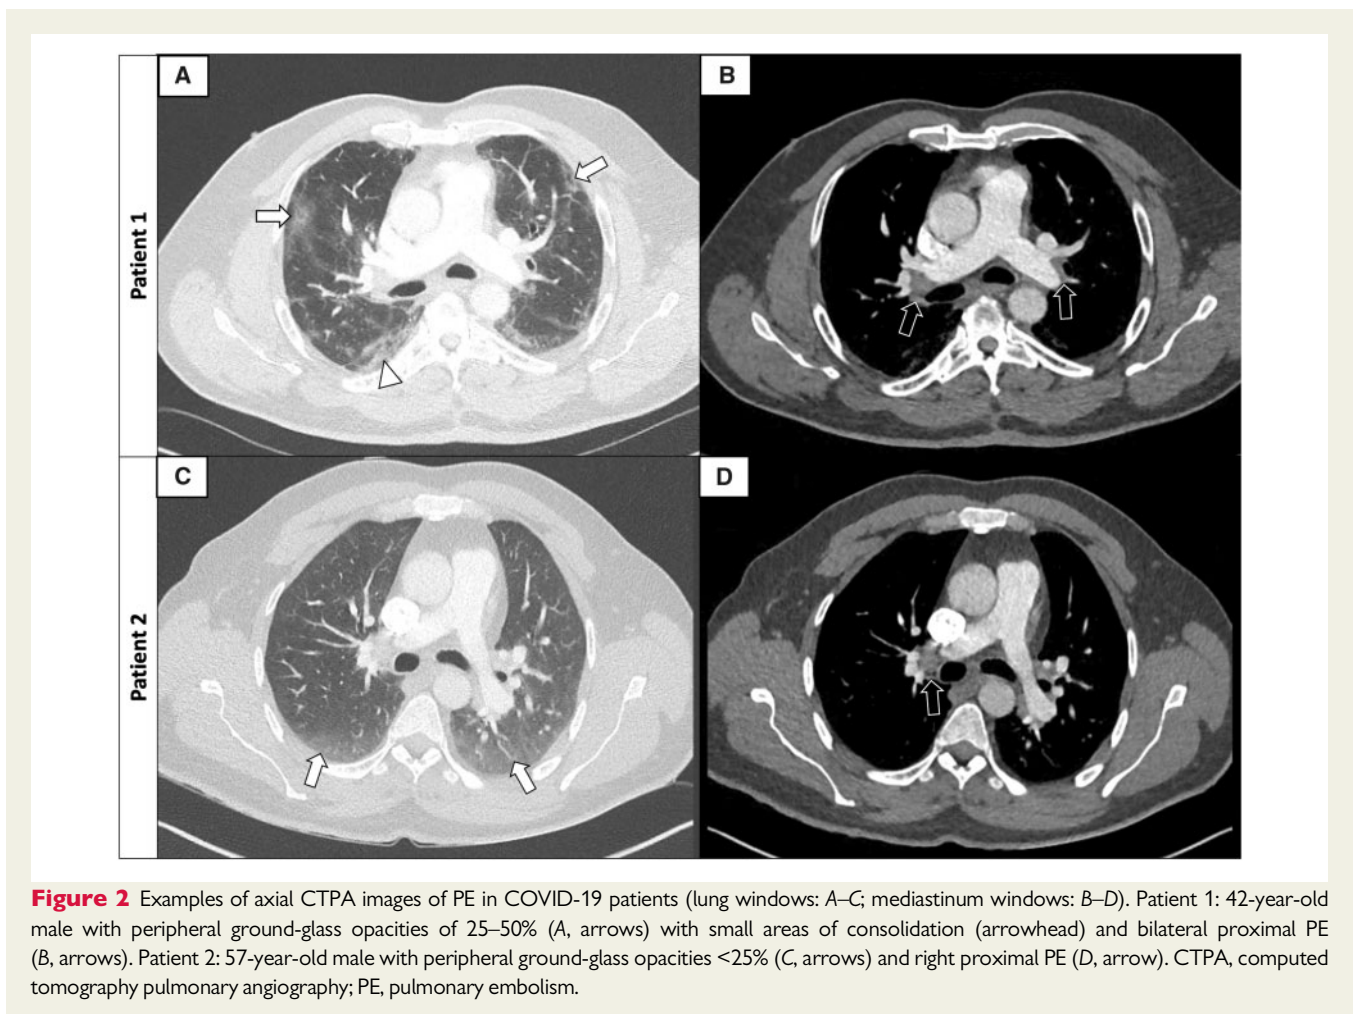 A
B
Patient 1
C
D
Patient 2
Figure 2 Examples of axial CTPA images of PE in COVID-19 patients (lung windows: A–C; mediastinum windows: B–D). Patient 1: 42-year-old
male with peripheral ground-glass opacities of 25–50% (A, arrows) with small areas of consolidation (arrowhead) and bilateral proximal PE
(B, arrows). Patient 2: 57-year-old male with peripheral ground-glass opacities <25% (C, arrows) and right proximal PE (D, arrow). CTPA, computed
tomography pulmonary angiography; PE, pulmonary embolism.